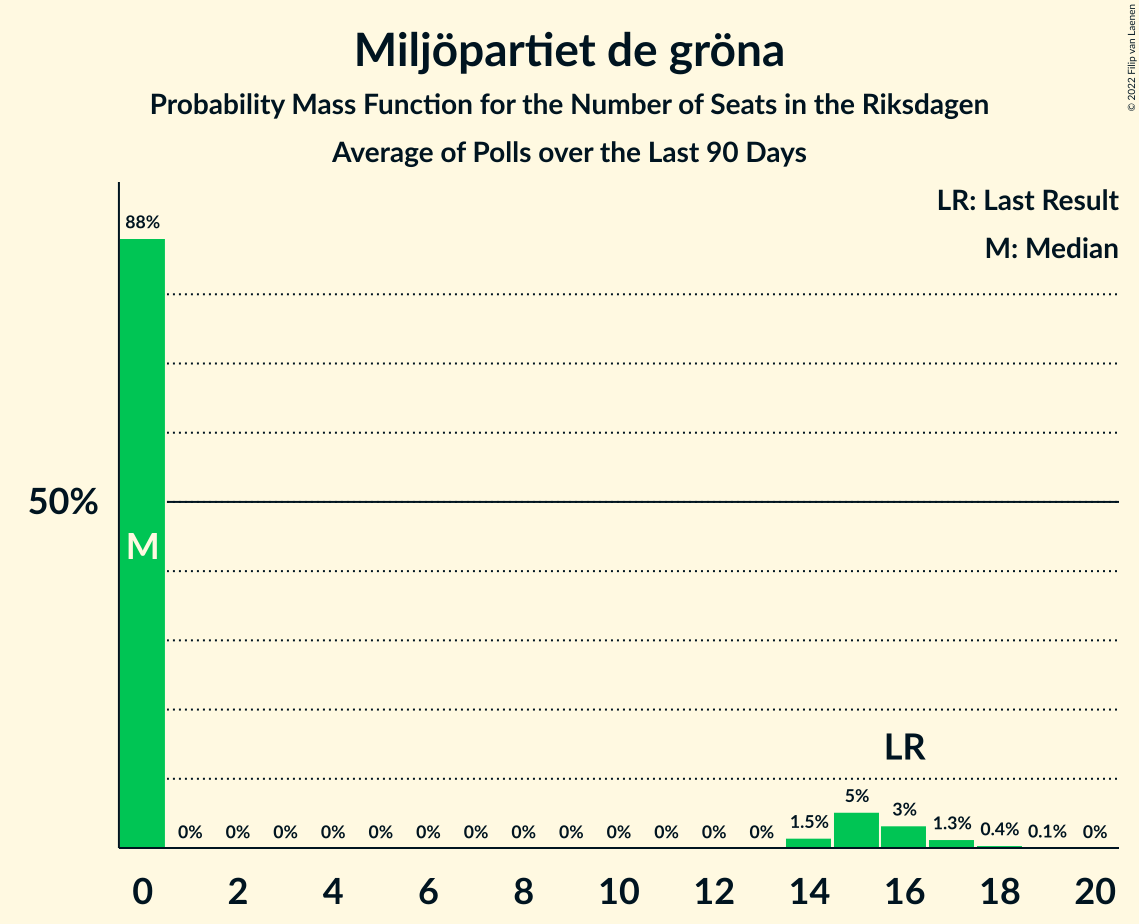 Miljöpartiet de gröna
Probability Mass Function for the Number of Seats in the Riksdagen
Average of Polls over the Last 90 Days
© 2022 Filip van Laenen
LR: Last Result
M: Median
88%
50%
M
LR
0% 0% 0% 0% 0% 0% 0% 0% 0% 0% 0% 0% 0% 1.5% 5% 3% 1.3% 0.4% 0.1% 0%
0 2 4 6 8 10 12 14 16 18 20